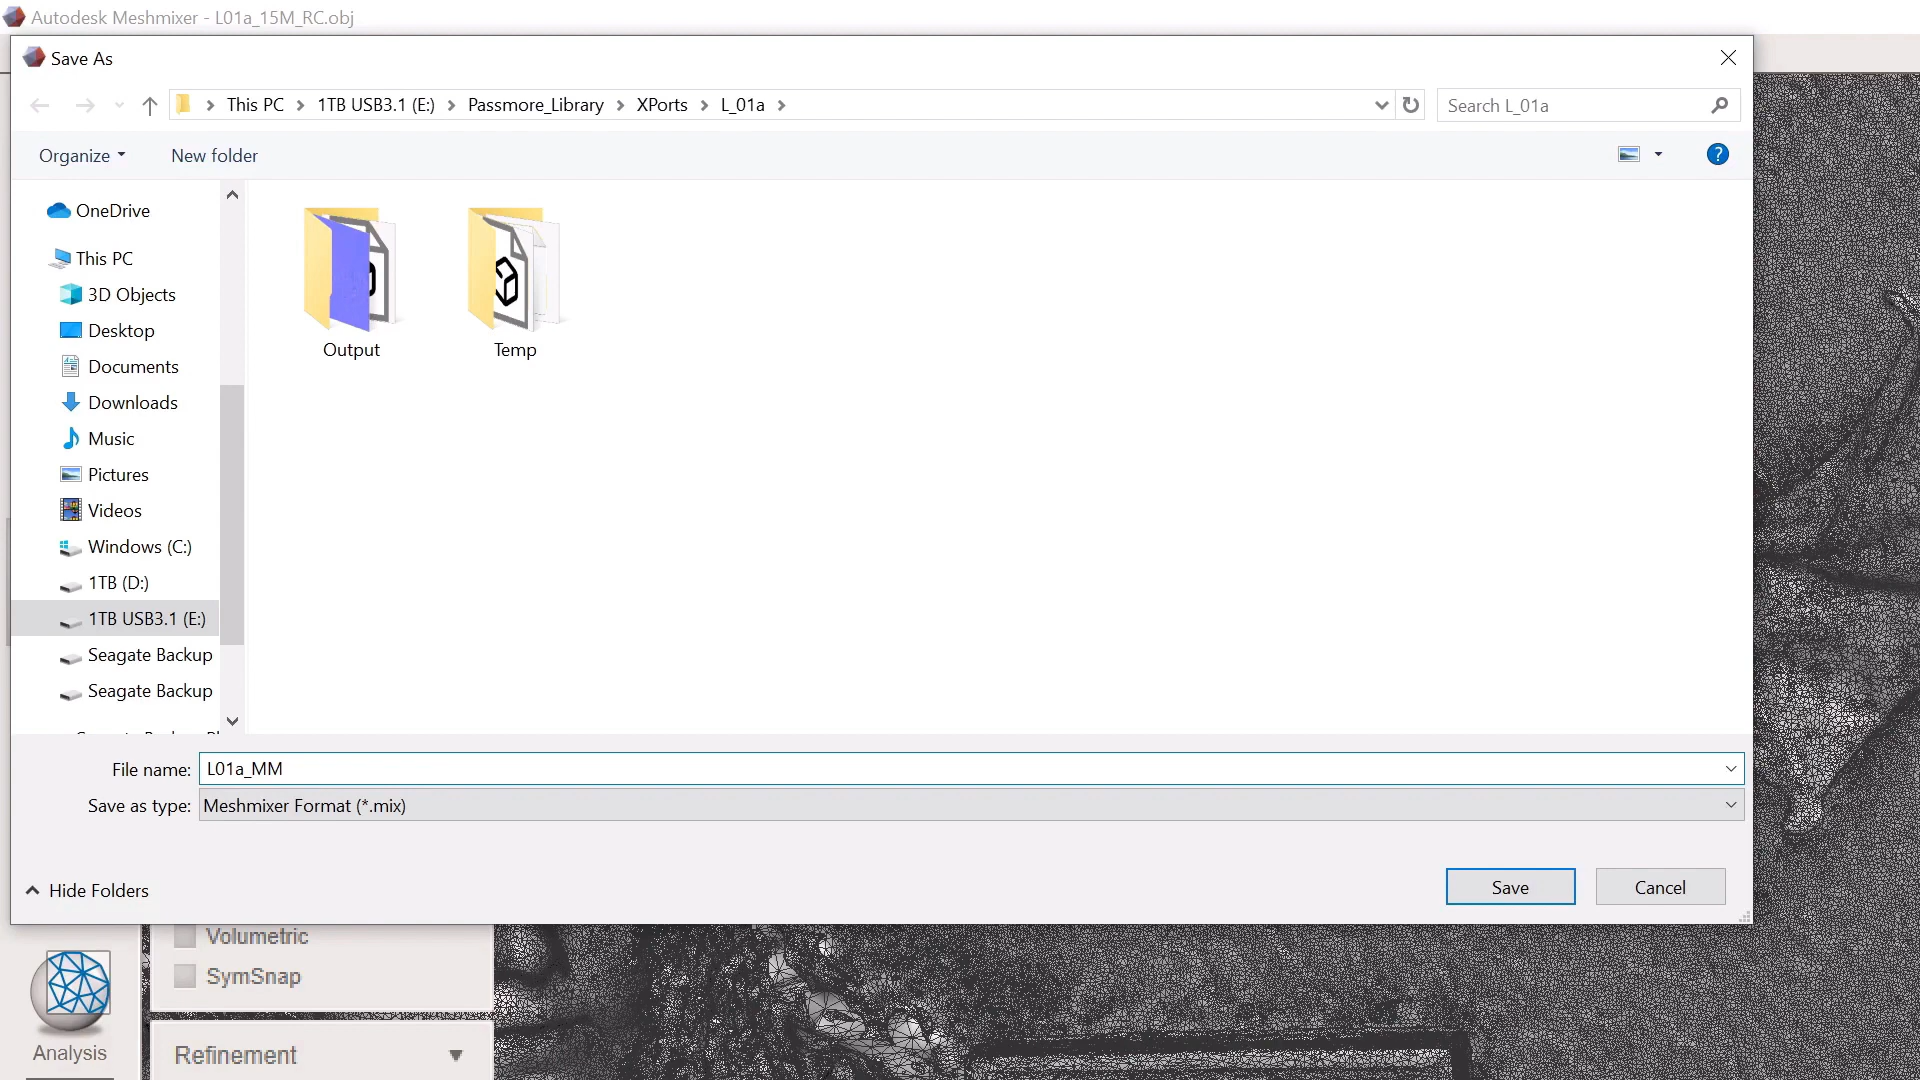 Autodesk Meshmixer - L01a_15M_RC.obj
Save As
This PC
1TB USB3.1 (E:)
Passmore_Library
XPorts
L_01a
Search L_01a
Organize
New folder
?
OneDrive
This PC
3D Objects
Desktop
Documents
Downloads
Music
Pictures
Videos
Windows (C:)
1TB (D:)
1TB USB3.1 (E:)
Seagate Backup
Seagate Backup
Output
Temp
File name: L01a_MM
Save as type: Meshmixer Format (*.mix)
Hide Folders
Save
Cancel
Volumetric
SymSnap
Refinement
Analysis